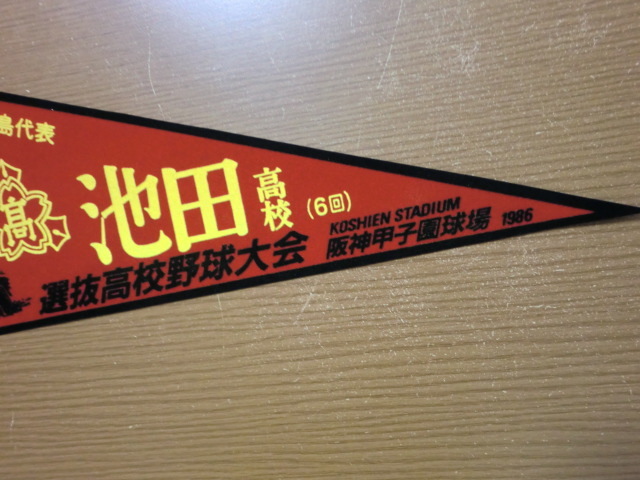 島代表
高
池田高校(6回)
選抜高校野球大会
KOSHIEN STADIUM
阪神甲子園球場 1986